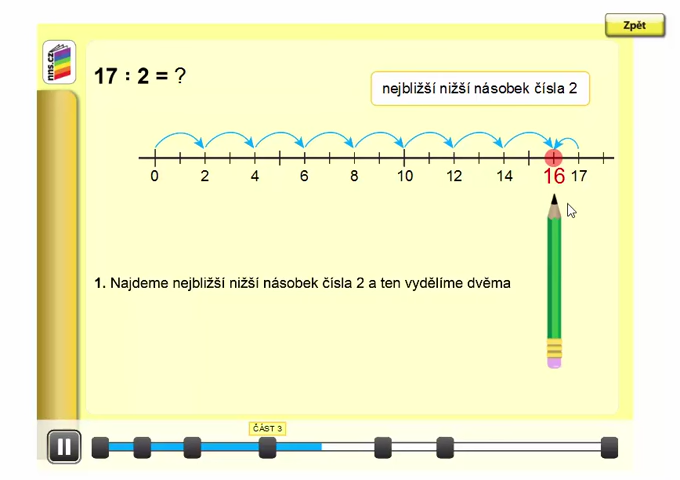 Zpět
nns.cz
17 : 2 = ?
nejbližší nižší násobek čísla 2
0 2 4 6 8 10 12 14 16 17
1. Najdeme nejbližší nižší násobek čísla 2 a ten vydělíme dvěma
ČÁST 3